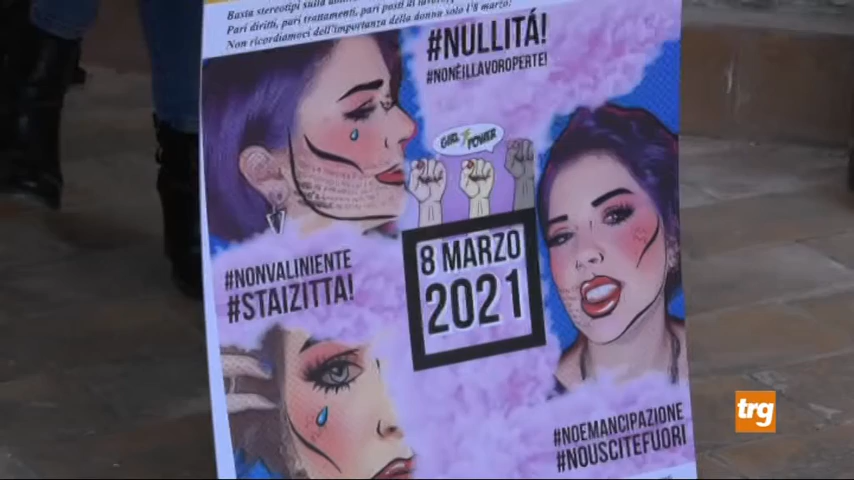 Basta stereotipi sulla
Pari diritti, pari trattamenti, pari posti di
Non ricordiamoci dell'importanza della donna solo l'8 marzo!
#NULLITÁ!
#NONÈILLAVOROPERTE!
GIRL POWER
8 MARZO
2021
#NONVALINIENTE
#STAIZITTA!
#NOEMANCIPAZIONE
#NOUSCITEFUORI
trg